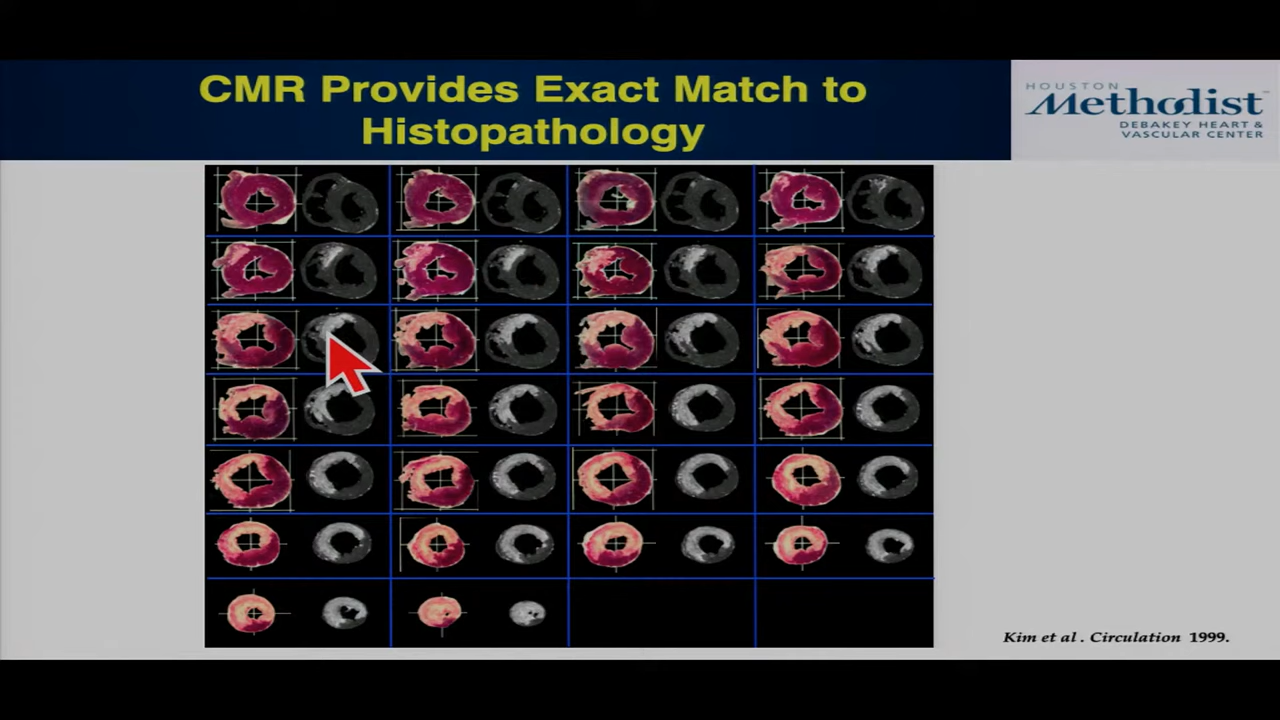 CMR Provides Exact Match to
Histopathology
HOUSTON
Methodist
DEBAKEY HEART &
VASCULAR CENTER
Kim et al . Circulation 1999.